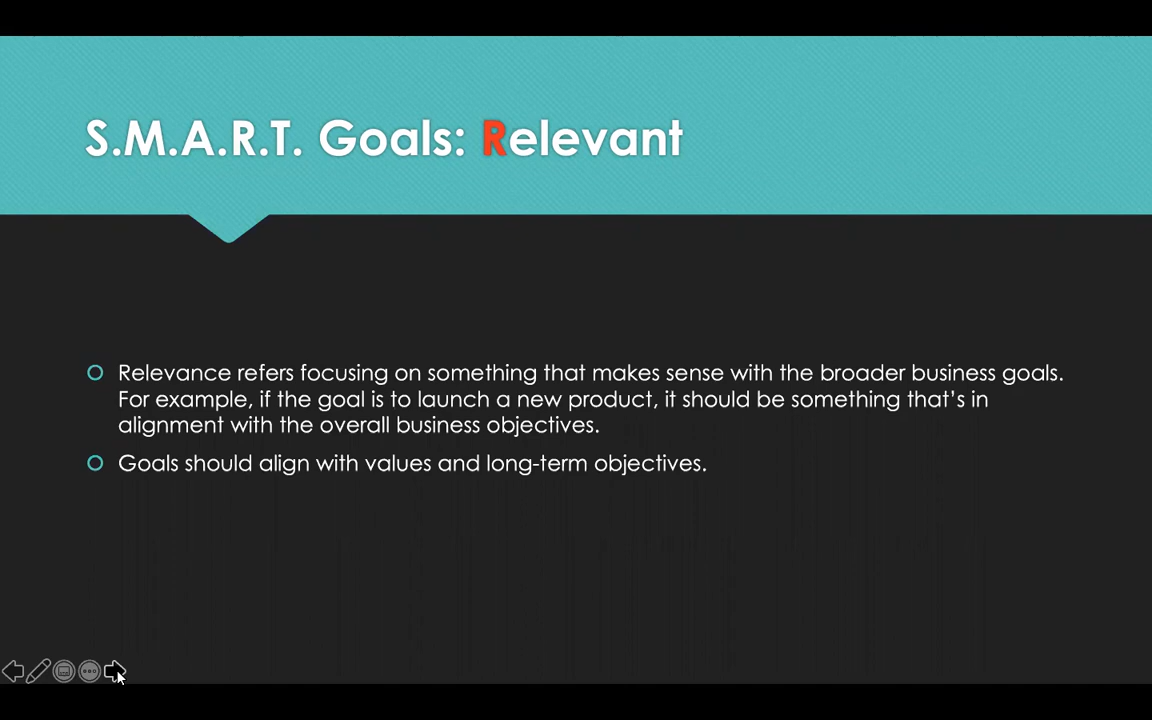 S.M.A.R.T. Goals: Relevant
Relevance refers focusing on something that makes sense with the broader business goals.
For example, if the goal is to launch a new product, it should be something that’s in
alignment with the overall business objectives.
Goals should align with values and long-term objectives.